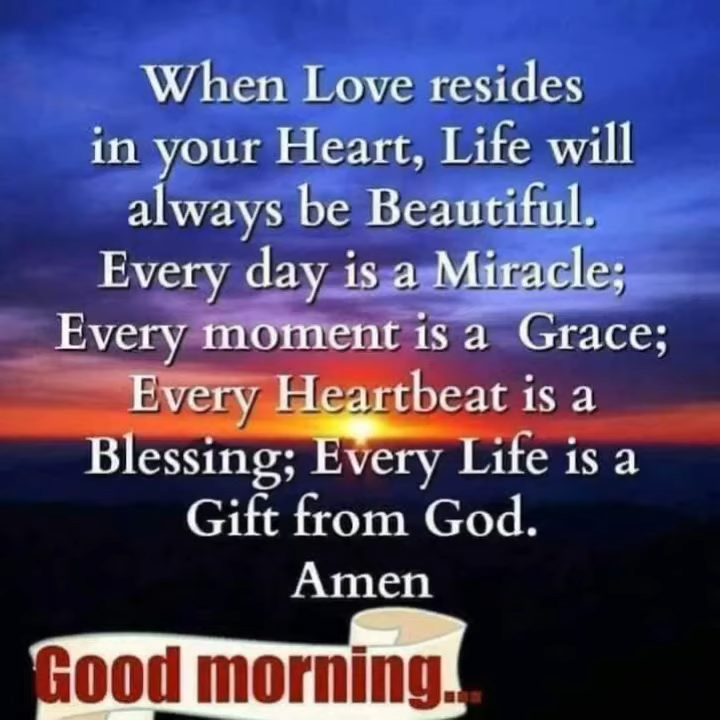 When Love resides
in your Heart, Life will
always be Beautiful.
Every day is a Miracle;
Every moment is a Grace;
Every Heartbeat is a
Blessing; Every Life is a
Gift from God.
Amen
Good morning...